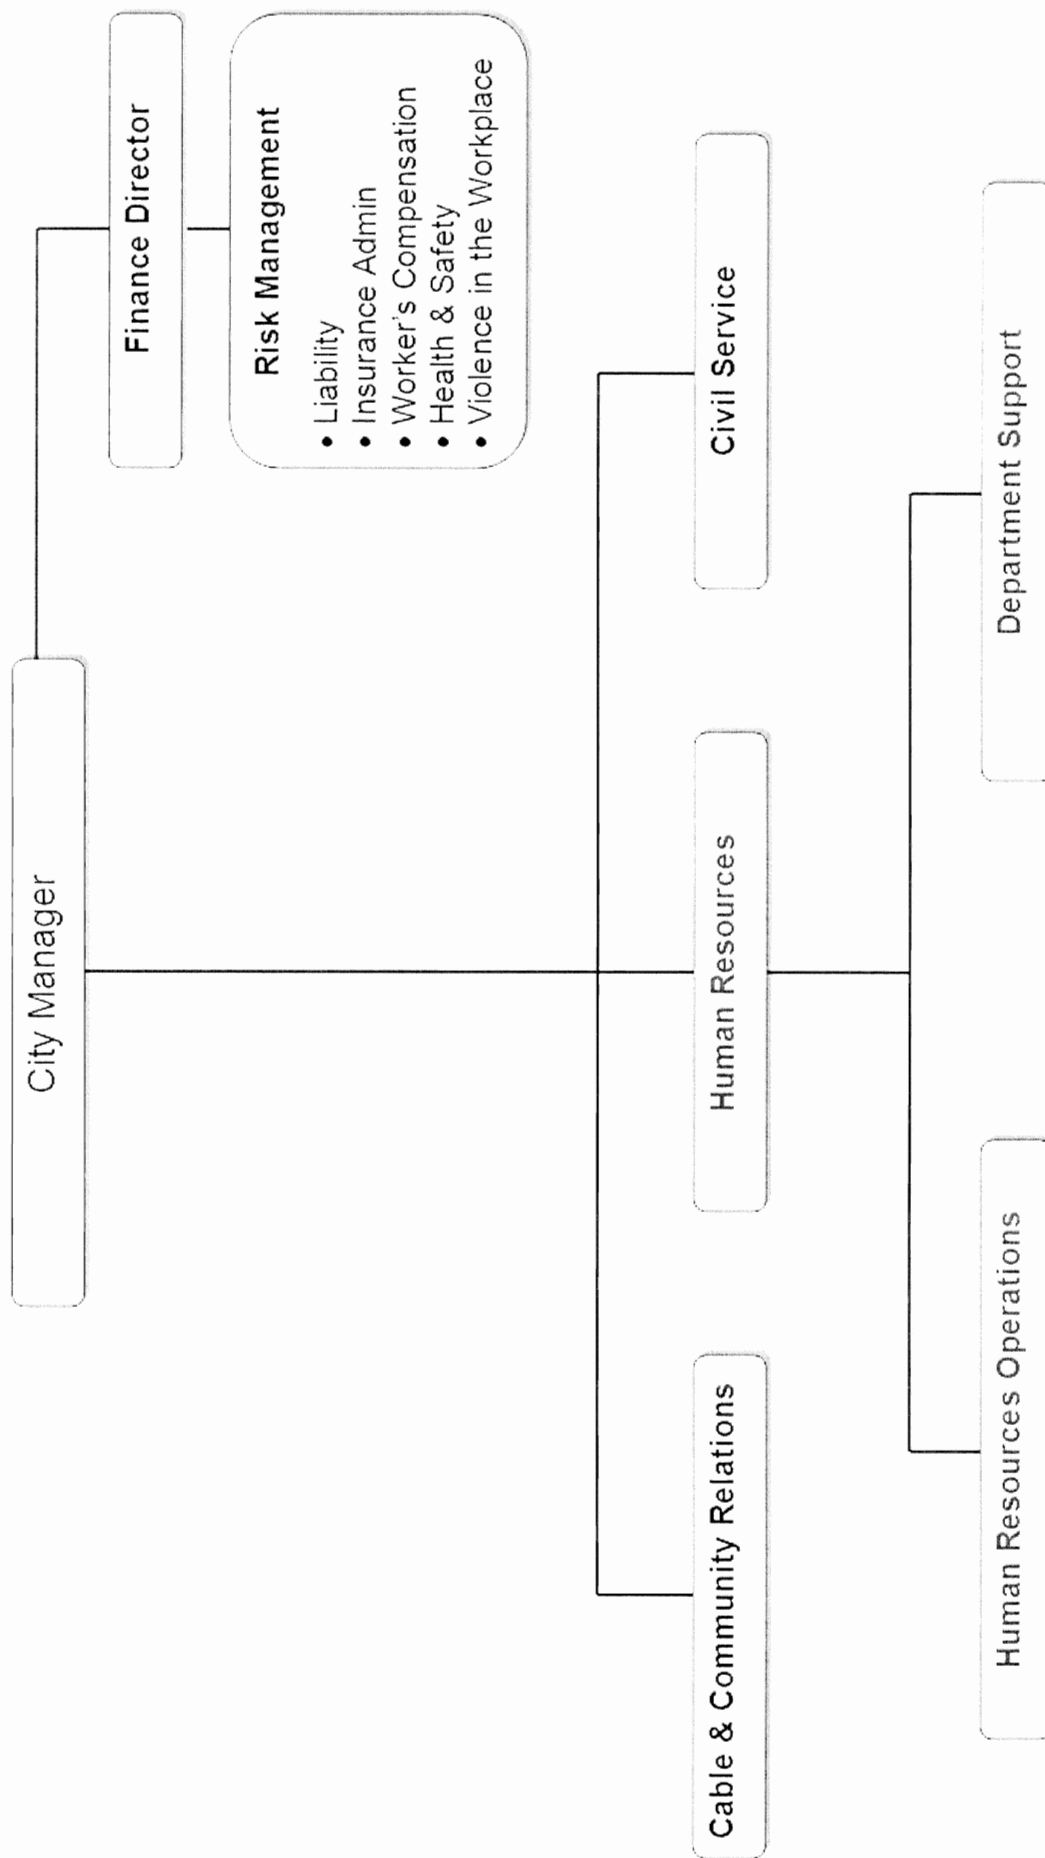 City Manager
Finance Director
Risk Management
• Liability
• Insurance Admin
• Worker's Compensation
• Health & Safety
• Violence in the Workplace
Cable & Community Relations
Human Resources
Civil Service
Human Resources Operations
Department Support